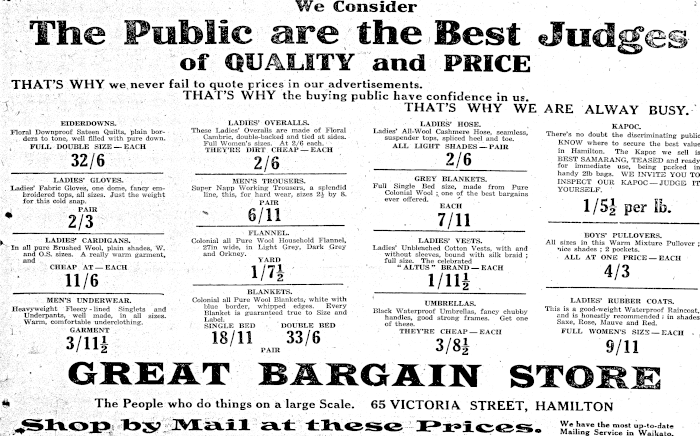 We Consider
The Public are the Best Judges
of QUALITY and PRICE
THAT'S WHY we never fail to quote prices in our advertisements.
THAT'S WHY the buying public have confidence in us.
THAT'S WHY WE ARE ALWAY BUSY.
EIDERDOWNS.
Floral Downproof Sateen Quilts, plain bor-
ders to tone, well filled with pure down.
FULL DOUBLE SIZE—EACH
32/6
LADIES' GLOVES.
Ladies' Fabric Gloves, one dome, fancy em-
broidered tops, all sizes. Just the weight
for this cold snap.
PAIR
2/3
LADIES' CARDIGANS.
In all pure Brushed Wool, plain shades, W.
and O.S. sizes. A really warm garment,
and
CHEAP AT—EACH
11/6
MEN'S UNDERWEAR.
Heavyweight Fleecy-lined Singlets and
Underpants, well made, in all sizes.
Warm, comfortable underclothing.
GARMENT
3/11½
LADIES' OVERALLS.
These Ladies' Overalls are made of Floral
Cambric, double-backed and tied at sides.
Full Women's sizes. At 2/6 each.
THEY'RE DIRT CHEAP—EACH
2/6
MEN'S TROUSERS.
Super Napp Working Trousers, a splendid
line, this, for hard wear, sizes 2½ by 8.
PAIR
6/11
FLANNEL.
Colonial all Pure Wool Household Flannel,
27in wide, in Light Grey, Dark Grey
and Orkney.
YARD
1/7½
BLANKETS.
Colonial all Pure Wool Blankets, white with
blue border, whipped edges. Every
Blanket is guaranteed true to Size and
Label.
SINGLE BED DOUBLE BED
18/11 33/6
PAIR
LADIES' HOSE.
Ladies' All-Wool Cashmere Hose, seamless,
suspender tops, spliced heel and toe.
ALL LIGHT SHADES—PAIR
2/6
GREY BLANKETS.
Full Single Bed size, made from Pure
Colonial Wool; one of the best bargains
ever offered.
EACH
7/11
LADIES' VESTS.
Ladies' Unblenched Cotton Vests, with and
without sleeves, bound with silk braid;
full size. The celebrated
"ALTUS" BRAND—EACH
1/11½
UMBRELLAS.
Black Waterproof Umbrellas, fancy chubby
handles, good strong frames. Get one
of these.
THEY'RE CHEAP—EACH
3/8½
KAPOC.
There's no doubt the discriminating public
KNOW where to secure the best value
in Hamilton. The Kapoc we sell is
BEST SAMARANG, TEASED and ready
for immediate use, being packed in
handy 2lb bags. WE INVITE YOU TO
INSPECT OUR KAPOC—JUDGE IT
YOURSELF.
1/5½ per lb.
BOYS' PULLOVERS.
All sizes in this Warm Mixture Pullover;
nice shades; 2 pockets.
ALL AT ONE PRICE—EACH
4/3
LADIES' RUBBER COATS.
This is a good-weight Waterproof Raincoat,
and is honestly recommended; in shades
Saxe, Rose, Mauve and Red.
FULL WOMEN'S SIZE—EACH
9/11
GREAT BARGAIN STORE
The People who do things on a large Scale. 65 VICTORIA STREET, HAMILTON
Shop by Mail at these Prices.
We have the most up-to-date
Mailing Service in Waikato.